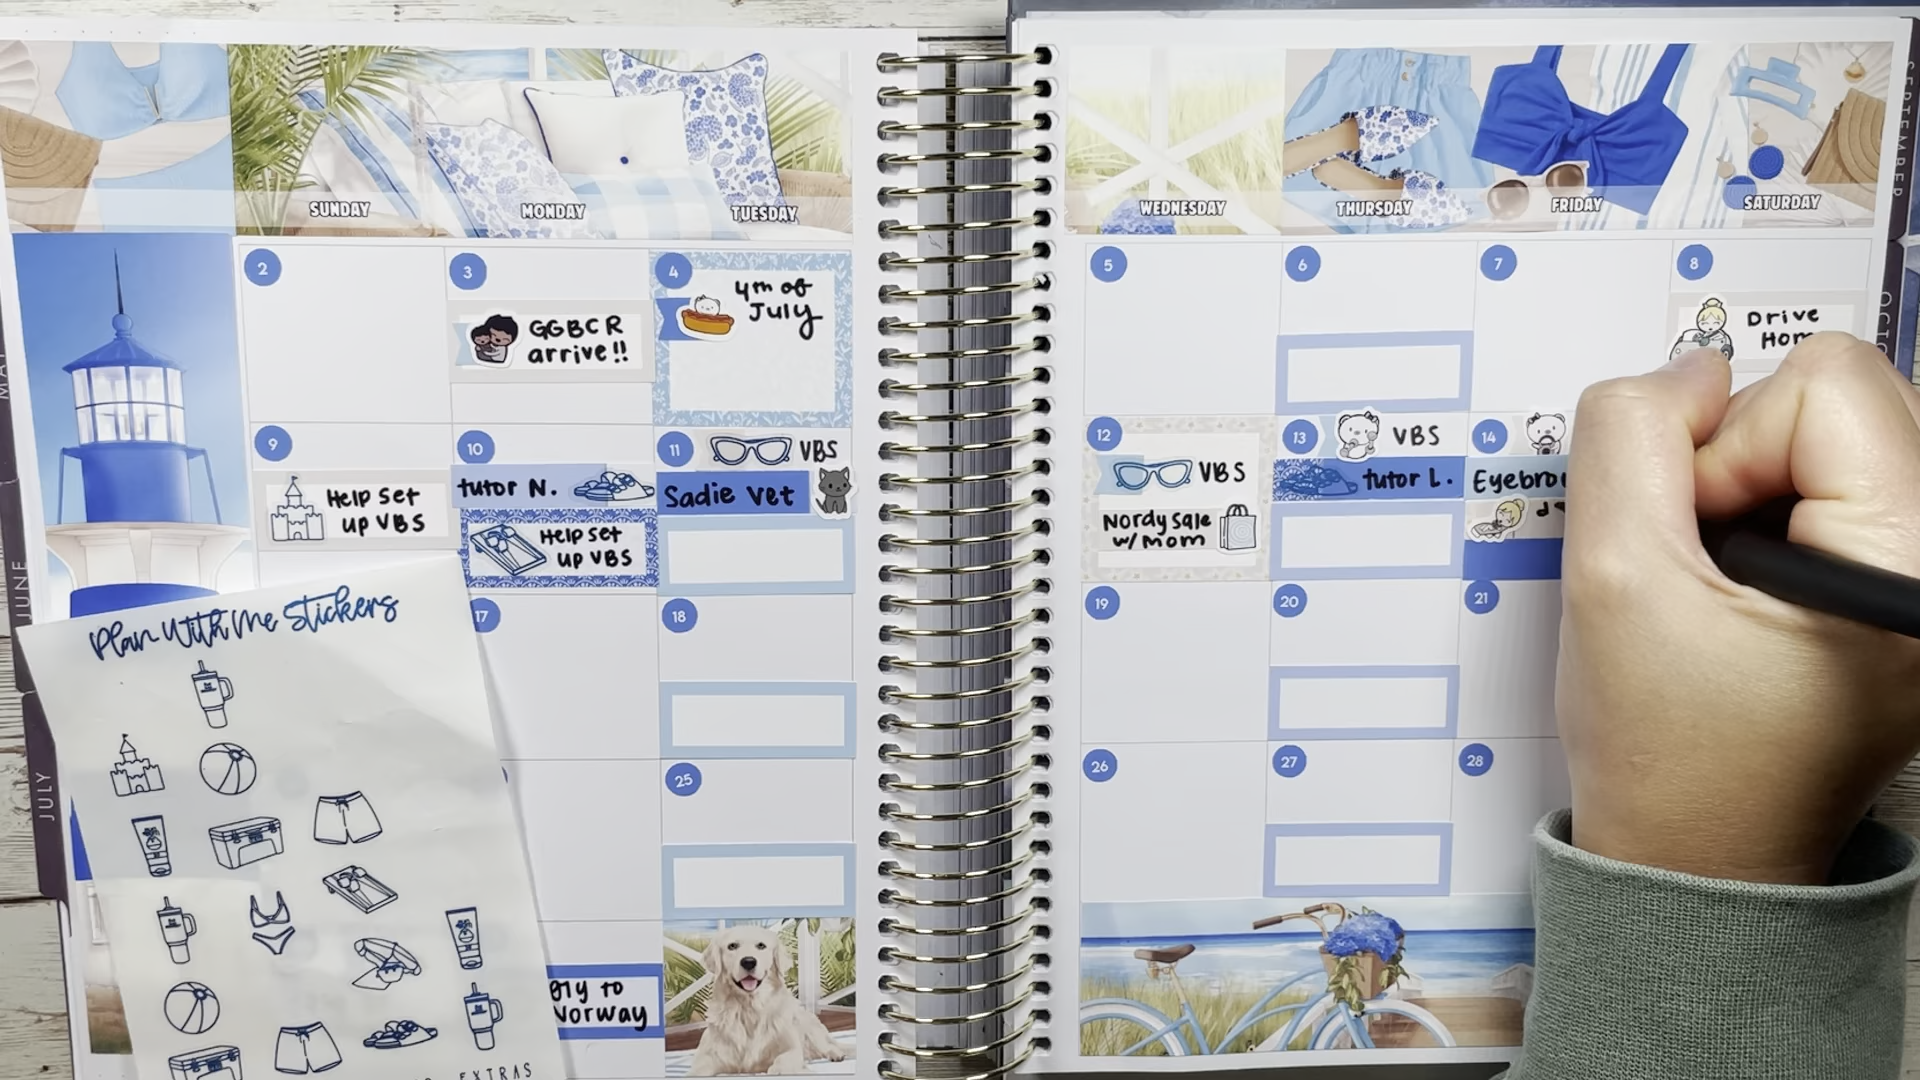 SUNDAY
MONDAY
TUESDAY
WEDNESDAY
THURSDAY
FRIDAY
SATURDAY
SEPTEMBER
2
3
GGBCR
arrive!!
4
4th of
July
5
6
7
8
Drive
9
Help set
up VBS
10
tutor N.
Help set
up VBS
11
VBS
Sadie Vet
12
VBS
Nordy Sale
w/ mom
13
VBS
tutor L.
14
JUNE
Plan With Me Stickers
17
18
19
20
21
JULY
25
26
27
28
to
Norway
EXTRAS